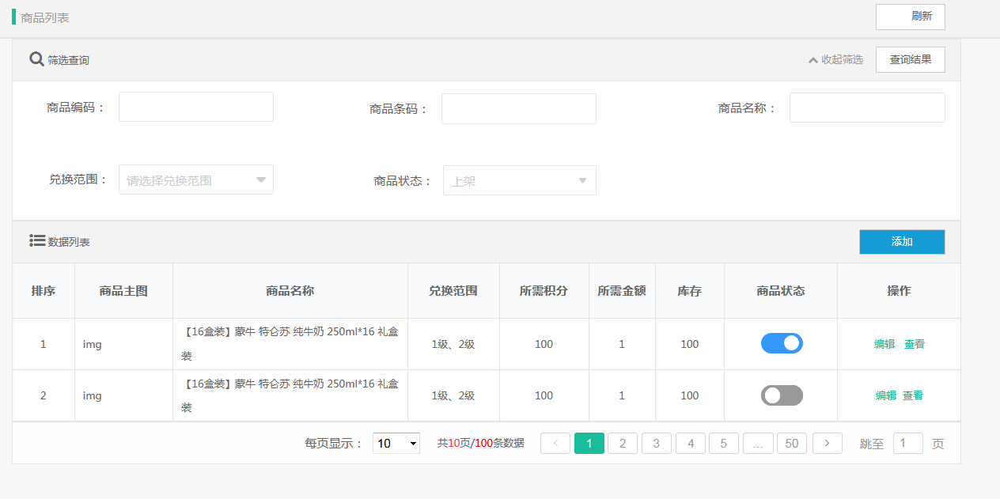 商品列表 刷新
筛选查询 收起筛选 查询结果
商品编码： 商品条码： 商品名称：
兑换范围： 请选择兑换范围 商品状态： 上架
数据列表 添加
排序 商品主图 商品名称 兑换范围 所需积分 所需金额 库存 商品状态 操作
1 img 【16盒装】蒙牛 特仑苏 纯牛奶 250ml*16 礼盒 1级、2级 100 1 100 编辑 查看
装
2 img 【16盒装】蒙牛 特仑苏 纯牛奶 250ml*16 礼盒 1级、2级 100 1 100 编辑 查看
装
每页显示： 10 共10页/100条数据 < 1 2 3 4 5 ... 50 > 跳至 1 页